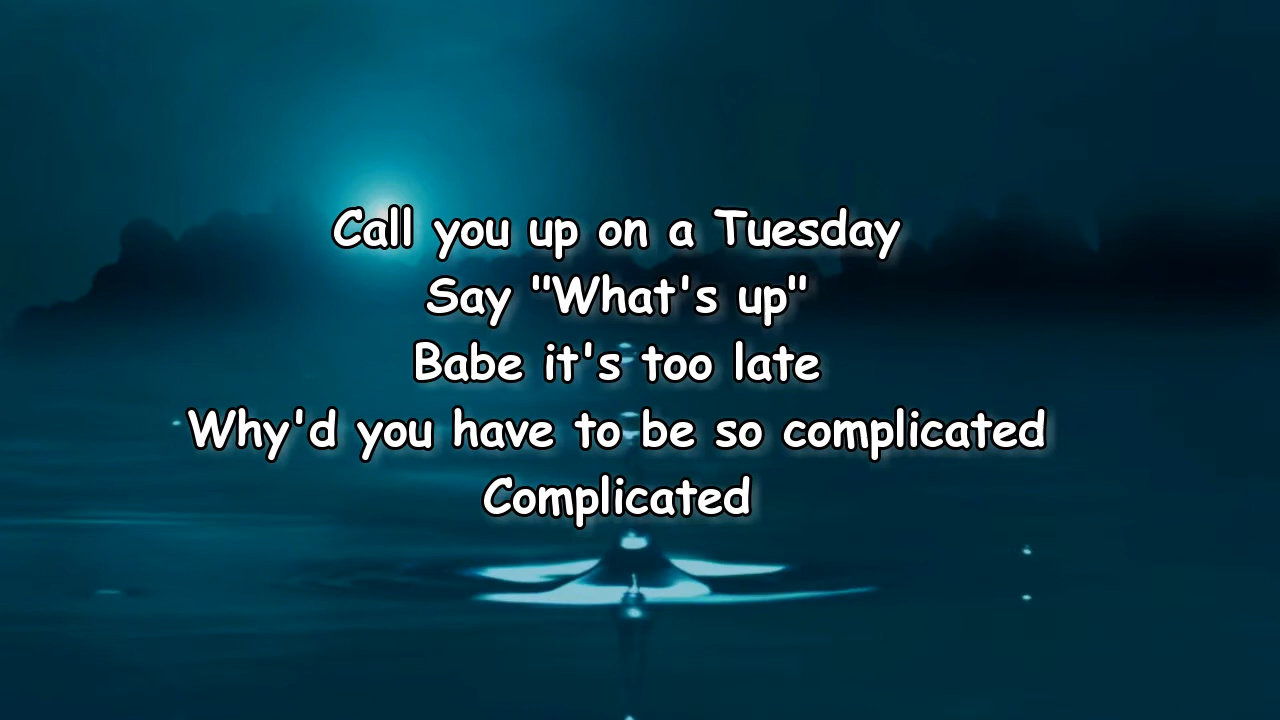 Call you up on a Tuesday
Say "What's up"
Babe it's too late
Why'd you have to be so complicated
Complicated